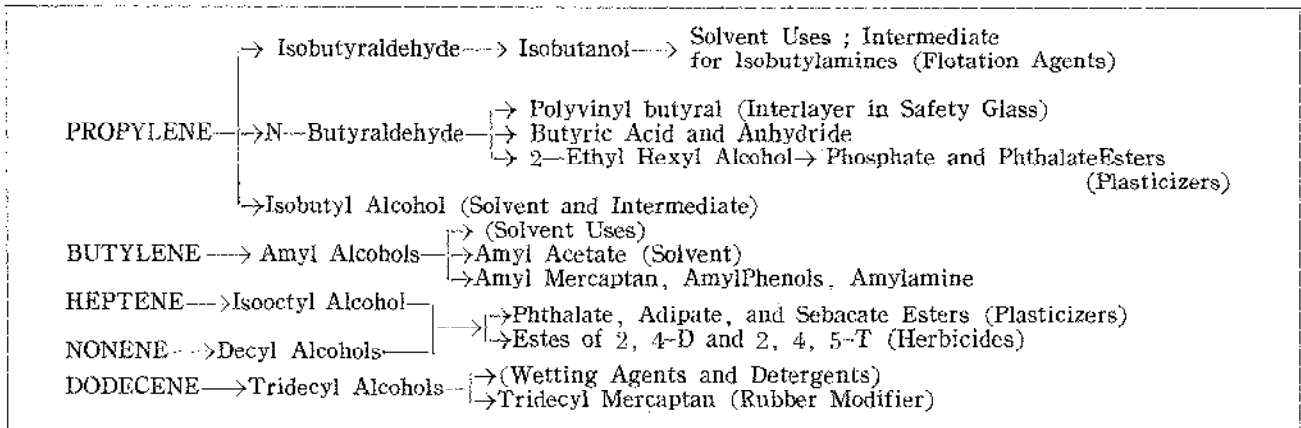 Isobutyraldehyde → Isobutanol → Solvent Uses ; Intermediate
for Isobutylamines (Flotation Agents)
→ Polyvinyl butyral (Interlayer in Safety Glass)
PROPYLENE → N—Butyraldehyde → Butyric Acid and Anhydride
→ 2—Ethyl Hexyl Alcohol → Phosphate and PhthalateEsters
(Plasticizers)
→ Isobutyl Alcohol (Solvent and Intermediate)
→ (Solvent Uses)
BUTYLENE → Amyl Alcohols → Amyl Acetate (Solvent)
→ Amyl Mercaptan, AmylPhenols, Amylamine
HEPTENE → Isooctyl Alcohol
→ Phthalate, Adipate, and Sebacate Esters (Plasticizers)
→ Estes of 2, 4-D and 2, 4, 5-T (Herbicides)
NONENE → Decyl Alcohols
DODECENE → Tridecyl Alcohols → (Wetting Agents and Detergents)
→ Tridecyl Mercaptan (Rubber Modifier)